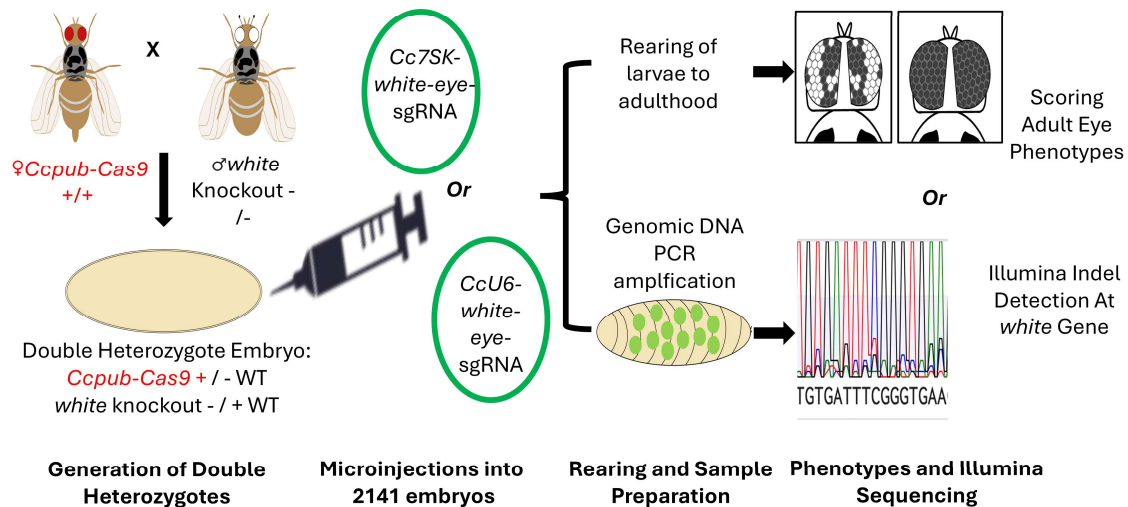 X
♀Ccpub-Cas9
+/+
♂white
Knockout -
/-
Double Heterozygote Embryo:
Ccpub-Cas9 + / - WT
white knockout - / + WT
Generation of Double
Heterozygotes
Cc7SK-
white-eye-
sgRNA
Or
CcU6-
white-
eye-
sgRNA
Microinjections into
2141 embryos
Rearing of
larvae to
adulthood
Genomic DNA
PCR
amplfication
Rearing and Sample
Preparation
Scoring
Adult Eye
Phenotypes
Or
Illumina Indel
Detection At
white Gene
TGTGATTTCGGGTGAA
Phenotypes and Illumina
Sequencing